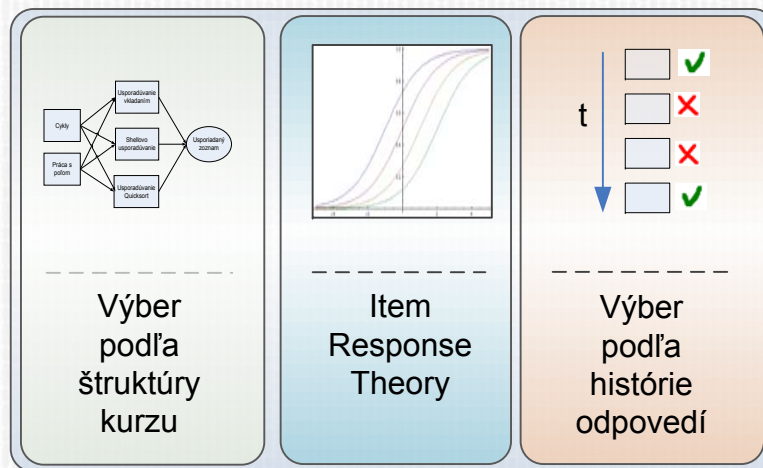 Cykly
Práca s
poľom
Usporadúvanie
vkladaním
Shellovo
usporadúvanie
Usporadúvanie
Quicksort
Usporiadaný
zoznam
Výber
podľa
štruktúry
kurzu
Item
Response
Theory
t
Výber
podľa
histórie
odpovedí